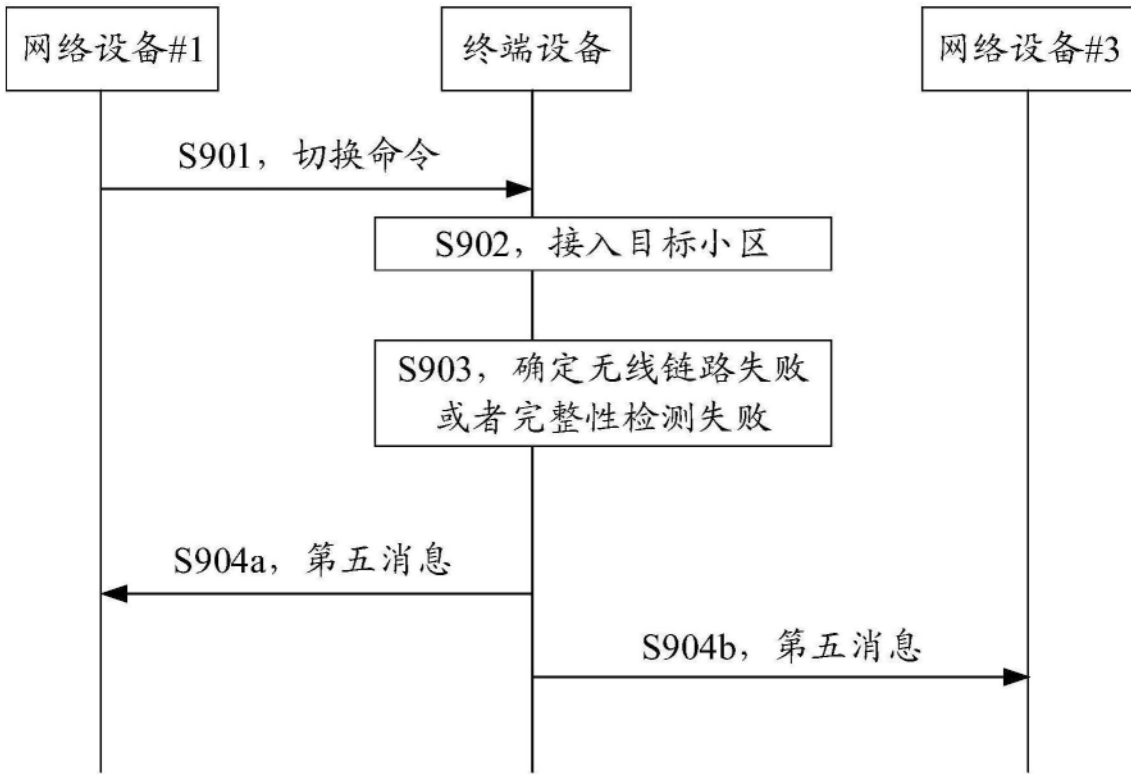 网络设备#1
终端设备
网络设备#3
S901，切换命令
S902，接入目标小区
S903，确定无线链路失败
或者完整性检测失败
S904a，第五消息
S904b，第五消息